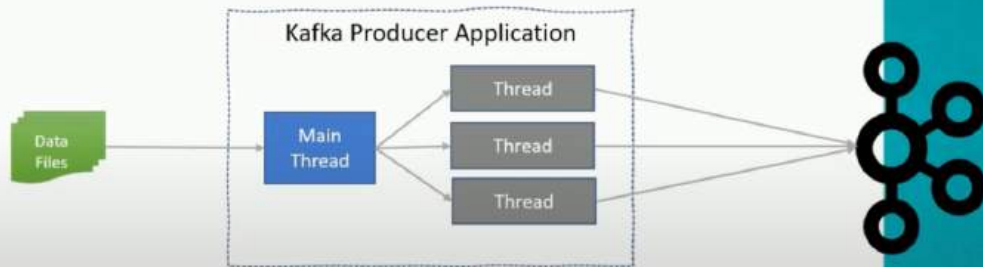 Kafka Producer Application
Data
Files
Main
Thread
Thread
Thread
Thread